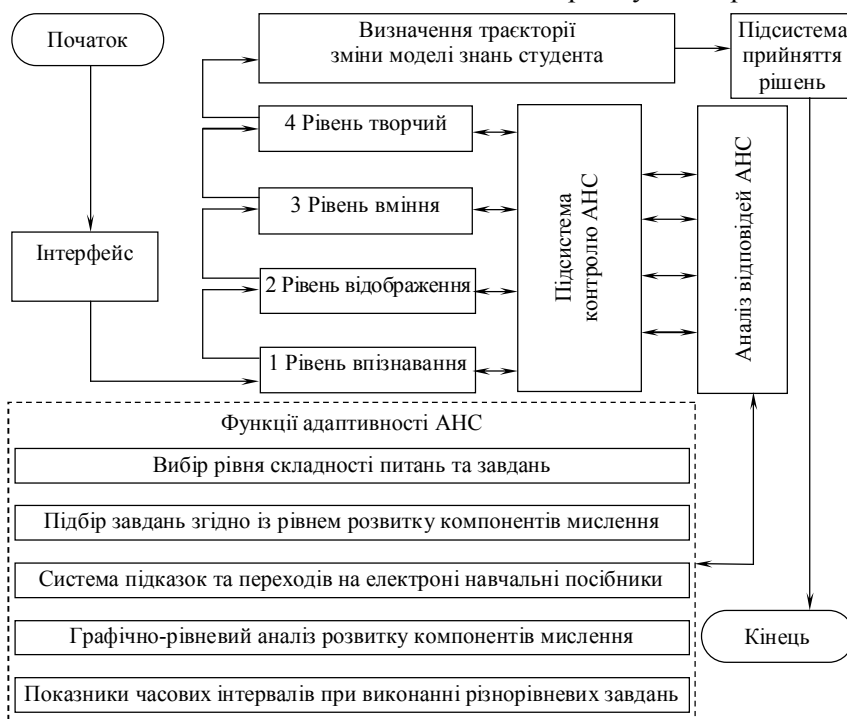 Початок
Визначення траєкторії
зміни моделі знань студента
Підсистема
прийняття
рішень
4 Рівень творчий
3 Рівень вміння
Інтерфейс
2 Рівень відображення
1 Рівень впізнавання
Підсистема
контролю АНС
Аналіз відповідей АНС
Функції адаптивності АНС
Вибір рівня складності питань та завдань
Підбір завдань згідно із рівнем розвитку компонентів мислення
Система підказок та переходів на електроні навчальні посібники
Графічно-рівневий аналіз розвитку компонентів мислення
Показники часових інтервалів при виконанні різнорівневих завдань
Кінець